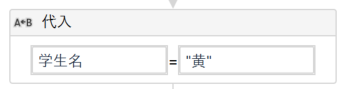 A←B 代入
学生名 = "黄"